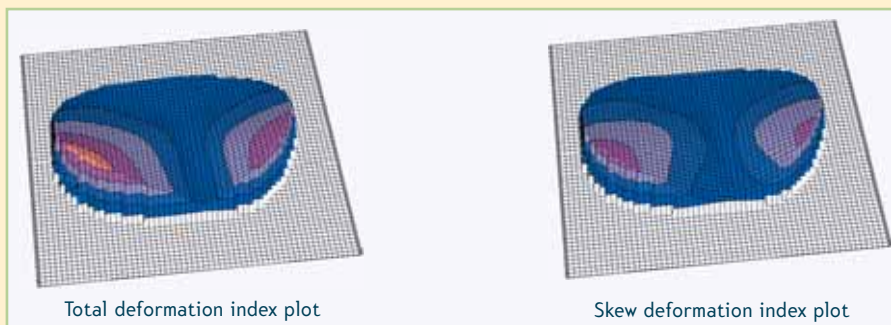 Total deformation index plot
Skew deformation index plot